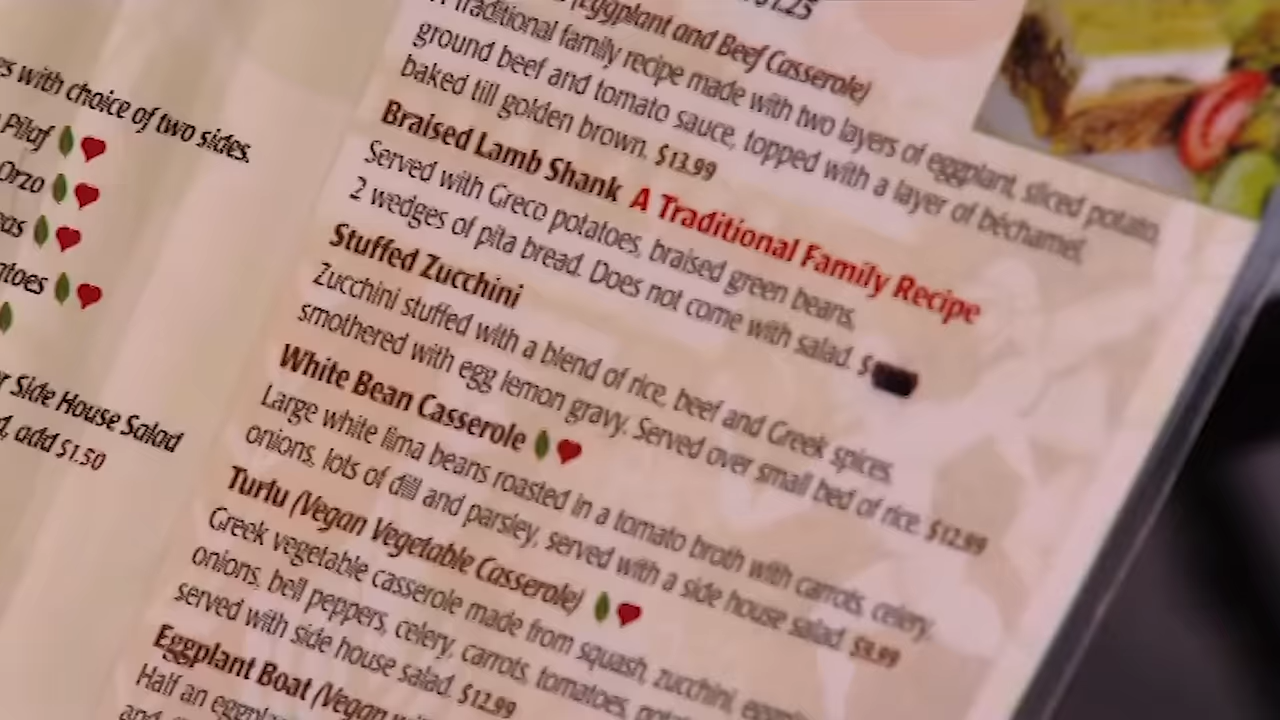 es with choice of two sides.
Pilaf
Orzo
r Side House Salad
add $1.50
(Eggplant and Beef Casserole)
Traditional family recipe made with two layers of eggplant, sliced potato,
ground beef and tomato sauce, topped with a layer of béchamel,
baked till golden brown. $13.99
Braised Lamb Shank A Traditional Family Recipe
Served with Greco potatoes, braised green beans,
2 wedges of pita bread. Does not come with salad. $
Stuffed Zucchini
Zucchini stuffed with a blend of rice, beef and Greek spices,
smothered with egg lemon gravy. Served over small bed of rice. $12.99
White Bean Casserole
Large white lima beans roasted in a tomato broth with carrots, celery,
onions, lots of dill and parsley, served with a side house salad.
Turlu (Vegan Vegetable Casserole)
Greek vegetable casserole made from squash, zucchini,
onions, bell peppers, celery, carrots, tomatoes,
served with side house salad. $12.99
Eggplant Boat (Vegan
Half an